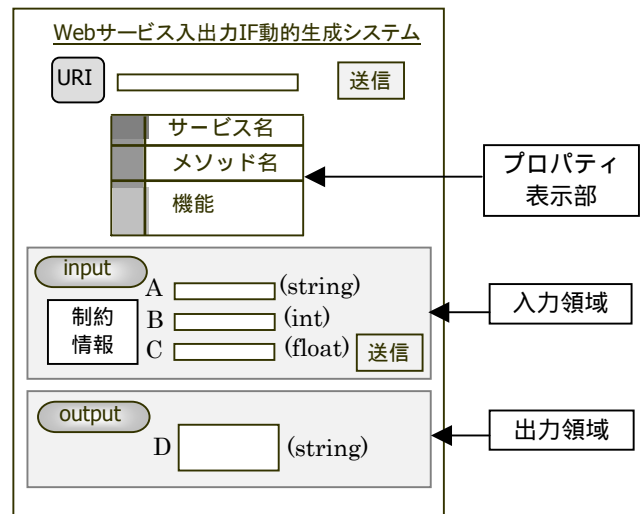 Webサービス入出力IF動的生成システム
URI
送信
サービス名
メソッド名
機能
プロパティ
表示部
input
A
(string)
制約
情報
B
(int)
C
(float)
送信
入力領域
output
D
(string)
出力領域